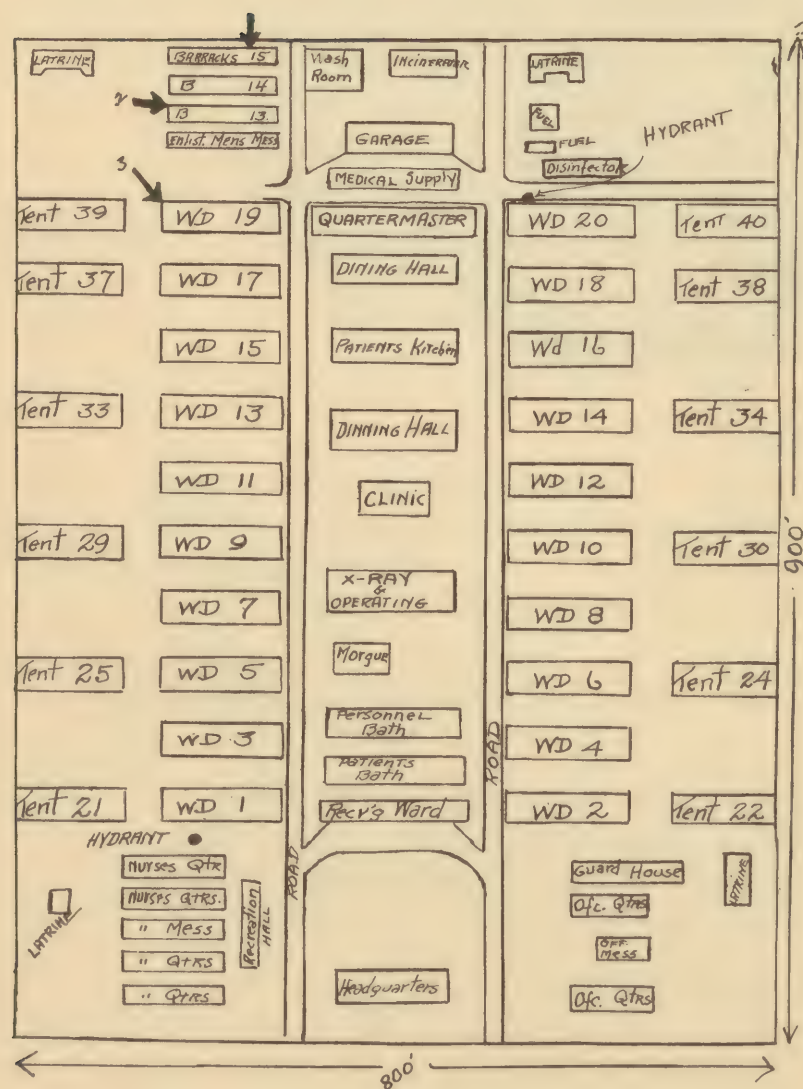 LATRINE
BARRACKS 15
B 14
2
B 13
Enlist. Mens Mess
Wash
Room
INCINERATOR
GARAGE
MEDICAL Supply
LATRINE
FUEL
FUEL
Disinfector
HYDRANT
3
Tent 39
WD 19
QUARTERMASTER
WD 20
Tent 40
Tent 37
WD 17
DINING HALL
WD 18
Tent 38
WD 15
PATIENTS Kitchen
Wd 16
Tent 33
WD 13
DINNING HALL
WD 14
Tent 34
WD 11
CLINIC
WD 12
Tent 29
WD 9
WD 10
Tent 30
900'
WD 7
X-RAY
&
OPERATING
WD 8
Tent 25
WD 5
Morgue
WD 6
Tent 24
WD 3
Personnel
Bath
WD 4
PATIENTS
Bath
ROAD
Tent 21
WD 1
Recv'g Ward
WD 2
Tent 22
HYDRANT
Nurses Qtr
Nurses Qtrs.
" Mess
" Qtrs
" Qtrs
LATRINE
Recreation
HALL
ROAD
Headquarters
Guard House
Ofc. Qtrs
OFF.
Mess
Ofc. Qtrs
LATRINE
800'